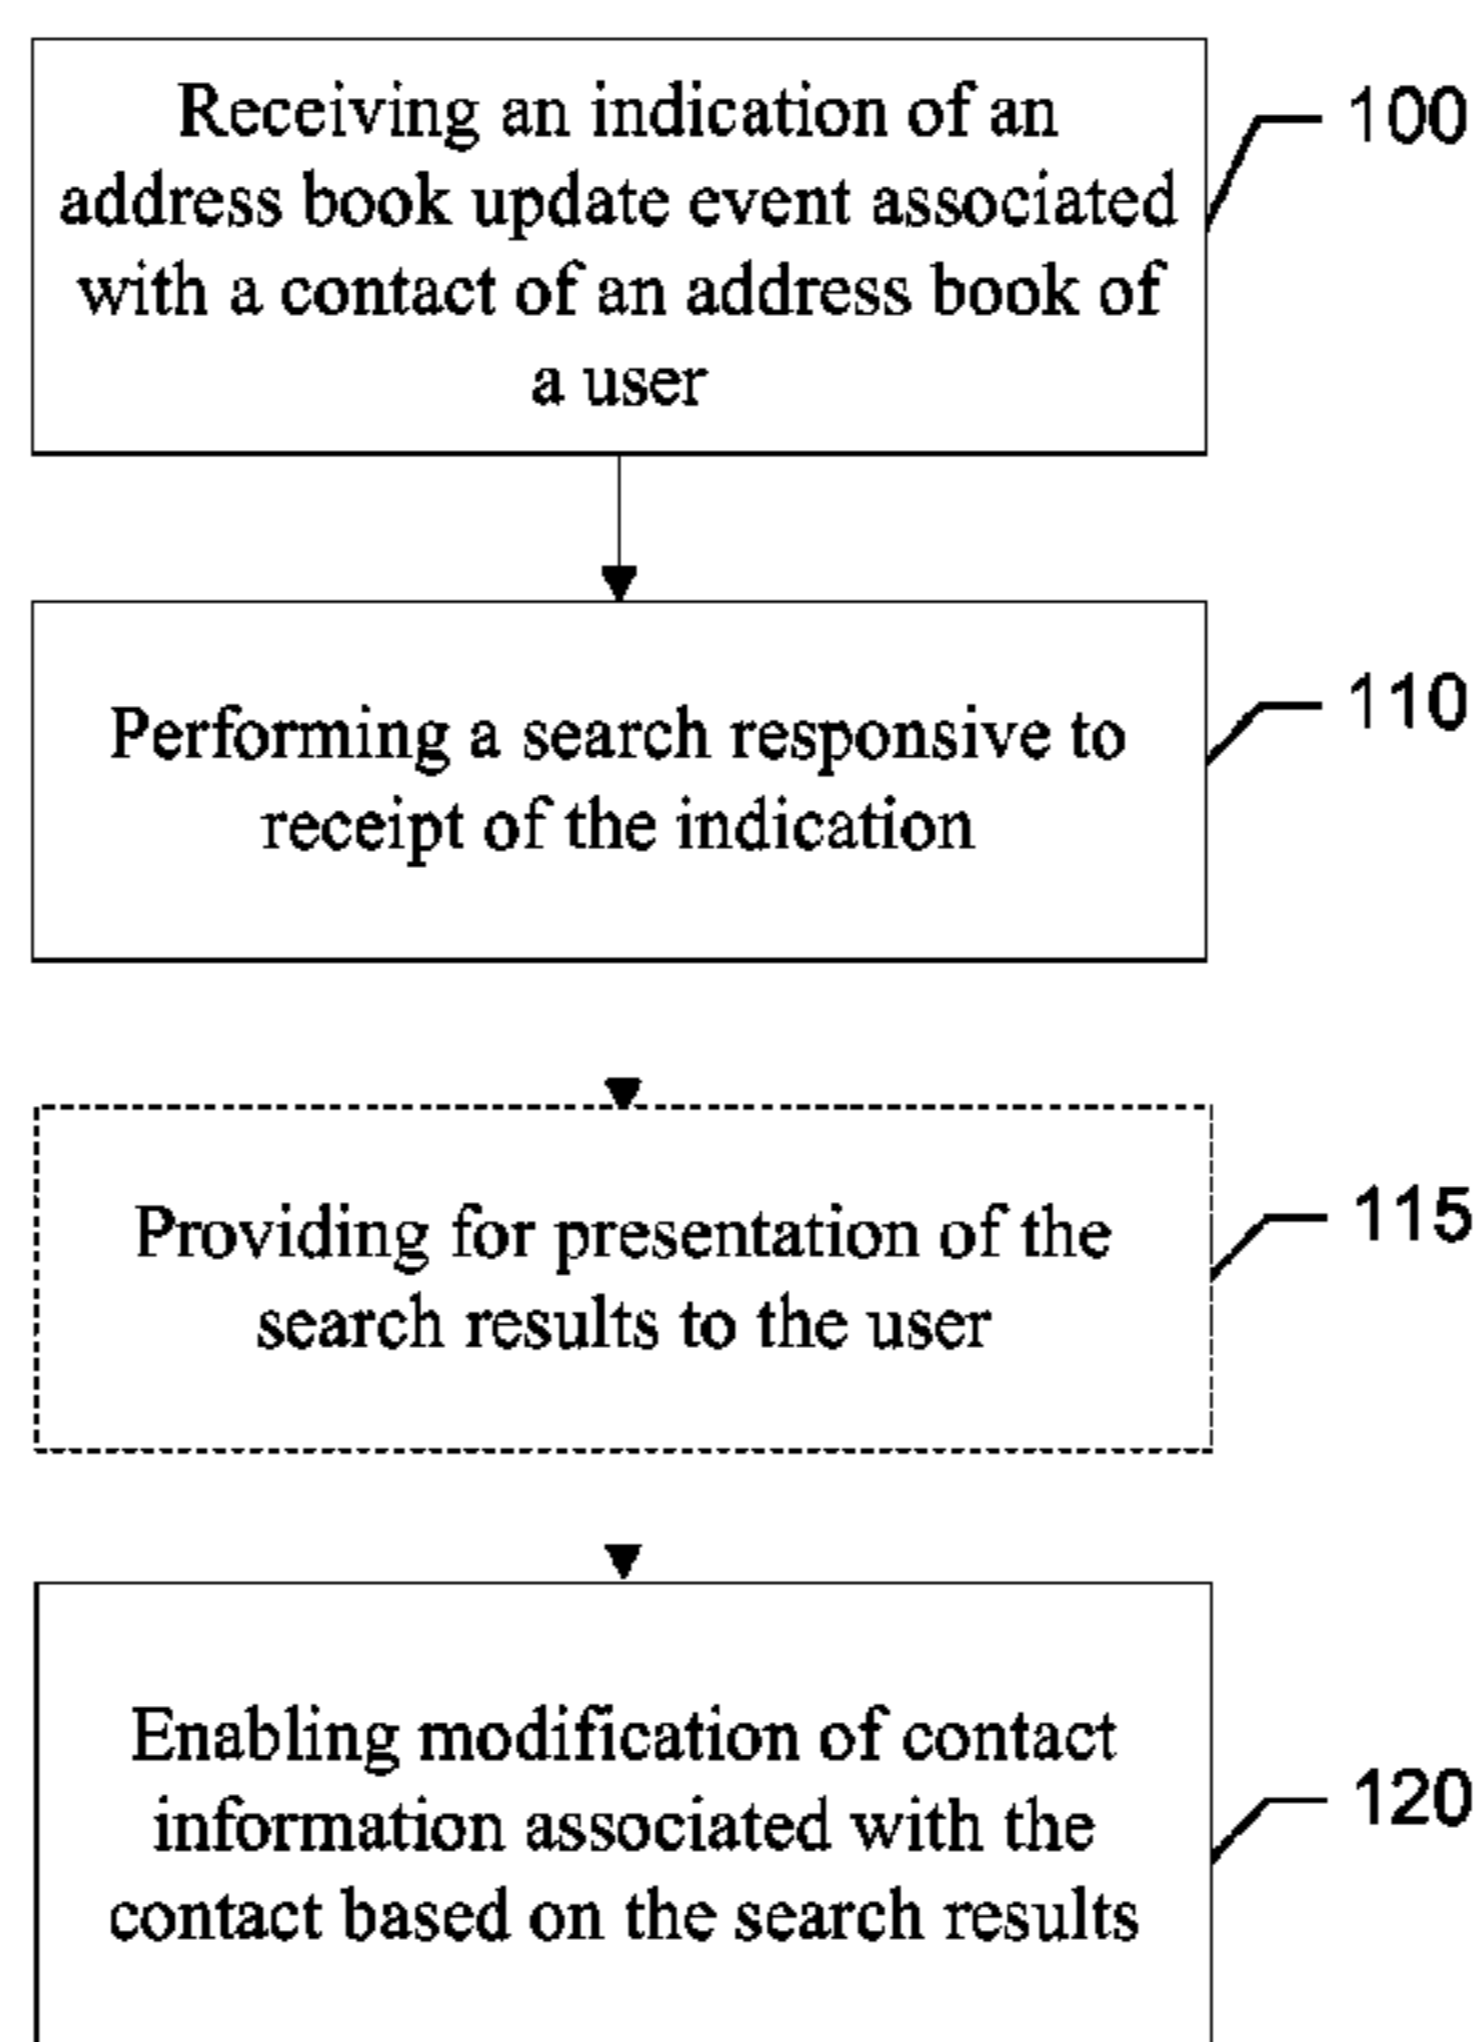 Receiving an indication of an
address book update event associated
with a contact of an address book of
a user
100
Performing a search responsive to
receipt of the indication
110
Providing for presentation of the
search results to the user
115
Enabling modification of contact
information associated with the
contact based on the search results
120